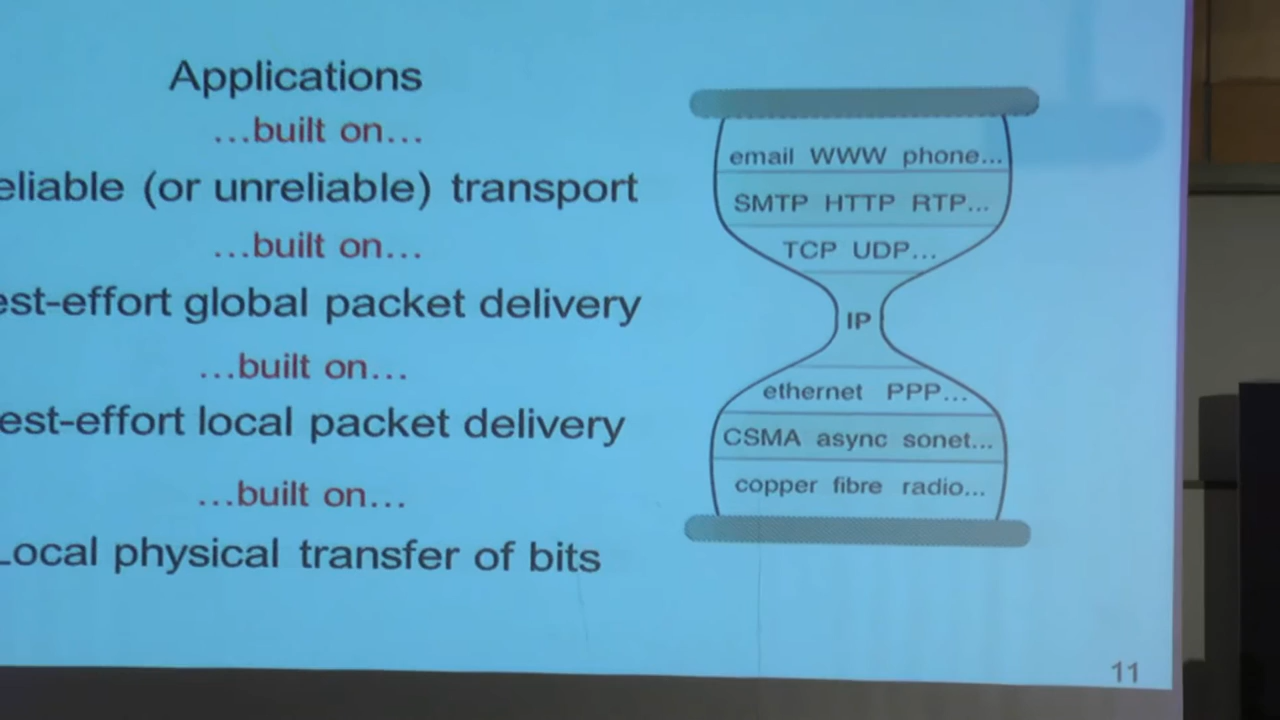 Applications
...built on...
eliable (or unreliable) transport
...built on...
est-effort global packet delivery
...built on...
est-effort local packet delivery
...built on...
Local physical transfer of bits
email WWW phone...
SMTP HTTP RTP...
TCP UDP...
IP
ethernet PPP...
CSMA async sonet...
copper fibre radio...
11